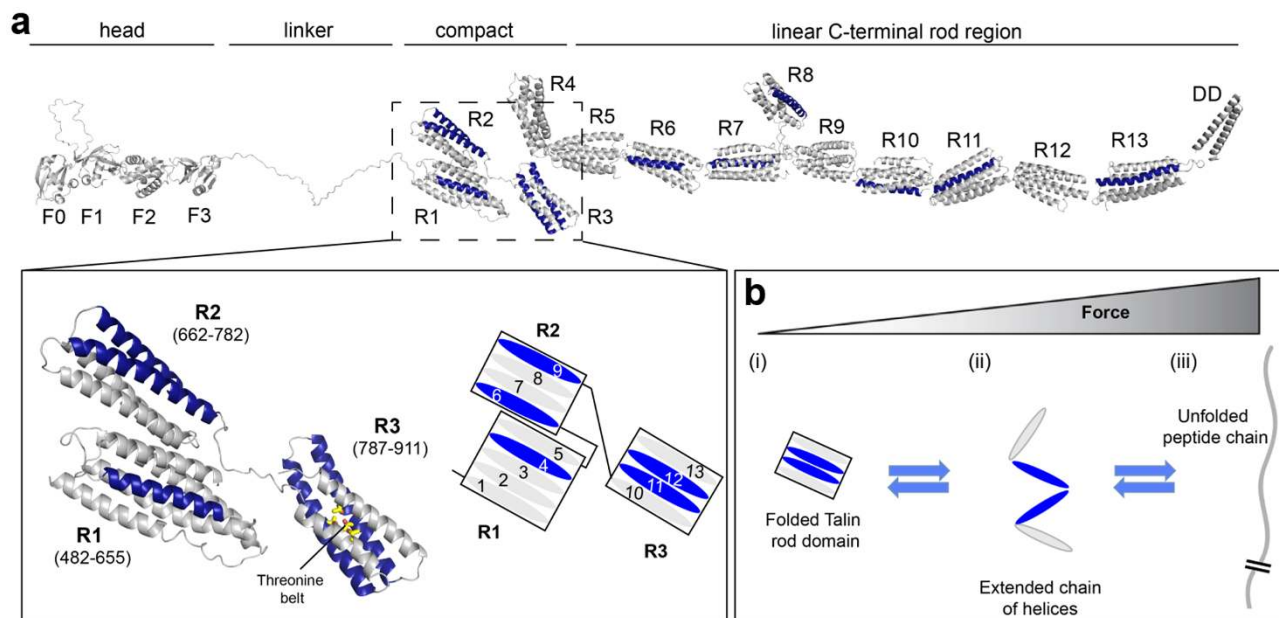 a
head linker compact linear C-terminal rod region
R4 R8 DD
R2 R5 R6 R7 R9 R10 R11 R12 R13
F0 F1 F2 F3 R1 R3
R2
(662-782)
R3
(787-911)
R1
(482-655)
Threonine
belt
R2
9
8
7
6
5
4
3
2
1
R1
13
12
11
10
R3
b
Force
(i) (ii) (iii)
Unfolded
peptide chain
Folded Talin
rod domain
Extended chain
of helices